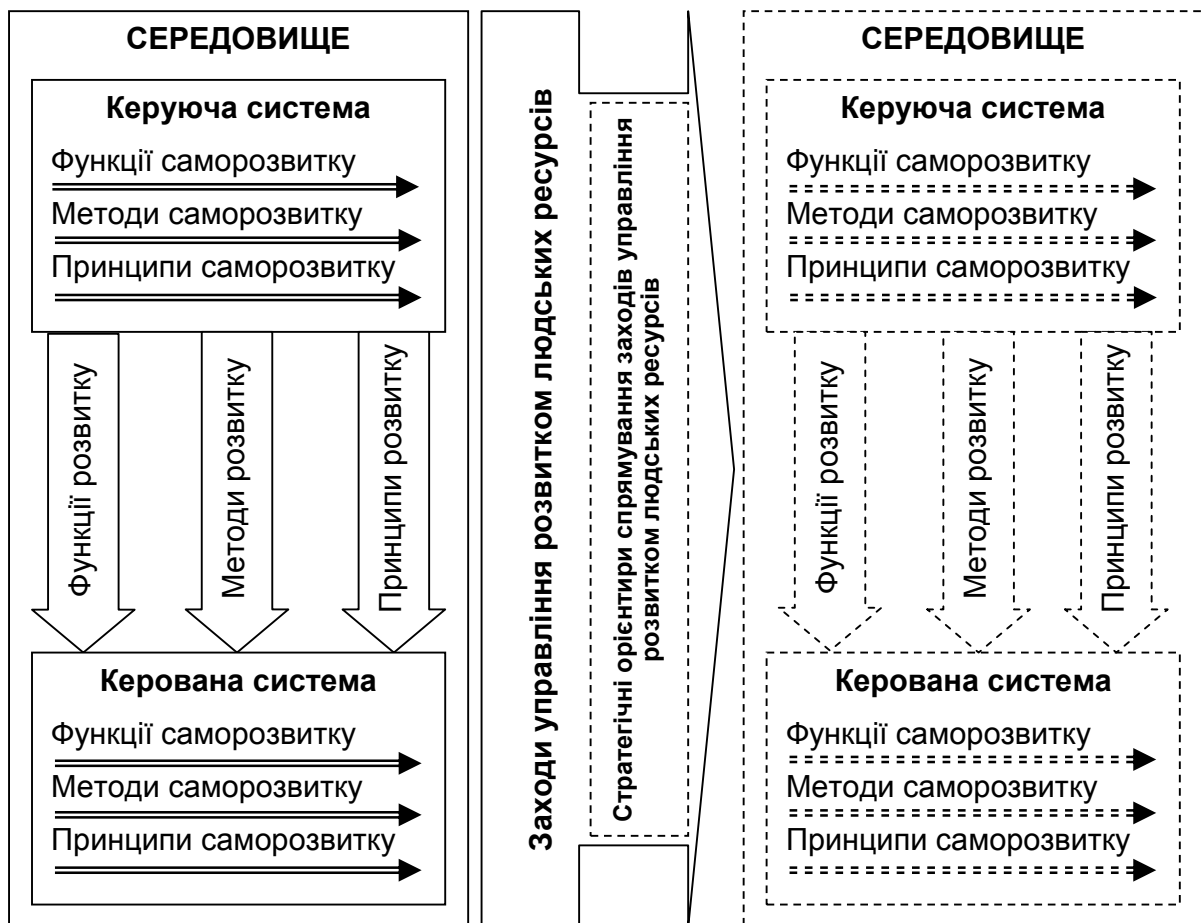 СЕРЕДОВИЩЕ
Керуюча система
Функції саморозвитку
Методи саморозвитку
Принципи саморозвитку
Функції розвитку
Методи розвитку
Принципи розвитку
Керована система
Функції саморозвитку
Методи саморозвитку
Принципи саморозвитку
Заходи управління розвитком людських ресурсів
Стратегічні орієнтири спрямування заходів управління
розвитком людських ресурсів
СЕРЕДОВИЩЕ
Керуюча система
Функції саморозвитку
Методи саморозвитку
Принципи саморозвитку
Функції розвитку
Методи розвитку
Принципи розвитку
Керована система
Функції саморозвитку
Методи саморозвитку
Принципи саморозвитку